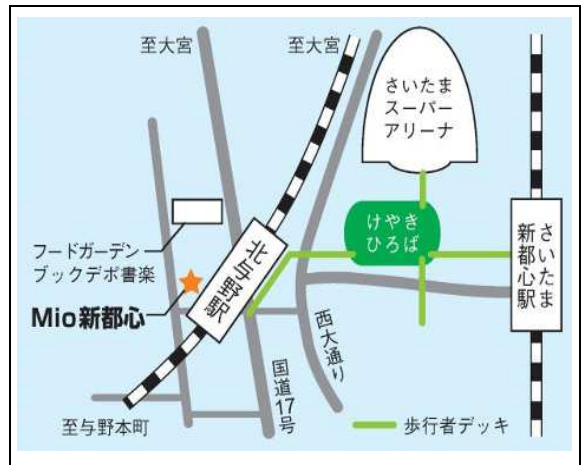 至大宮
至大宮
さいたま
スーパー
アリーナ
けやき
ひろば
さいたま
新都心駅
フードガーデン
ブックデポ書楽
Mio新都心
北与野駅
西大通り
国道17号
至与野本町
歩行者デッキ